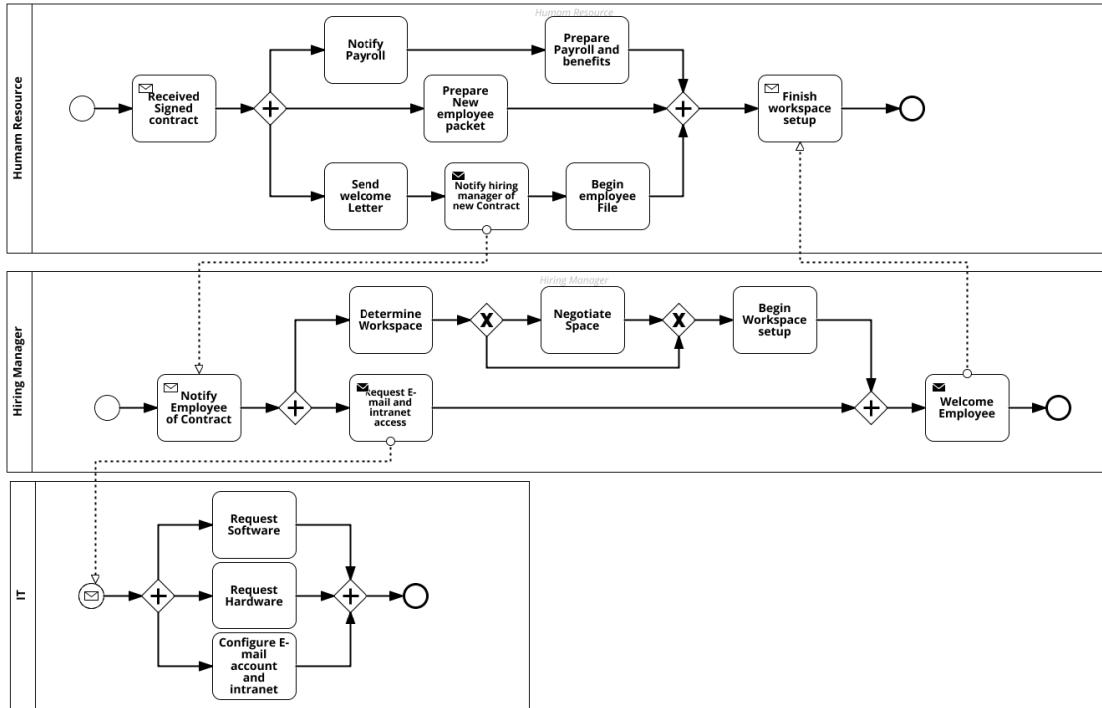 Humam Resource
Humam Resource
Received
Signed
contract
Notify
Payroll
Prepare
Payroll and
benefits
Prepare
New
employee
packet
Send
welcome
Letter
Notify hiring
manager of
new Contract
Begin
employee
File
Finish
workspace
setup
Hiring Manager
Hiring Manager
Notify
Employee
of Contract
Determine
Workspace
Negotiate
Space
Begin
Workspace
setup
Request E-
mail and
intranet
access
Welcome
Employee
IT
Request
Software
Request
Hardware
Configure E-
mail
account
and
intranet